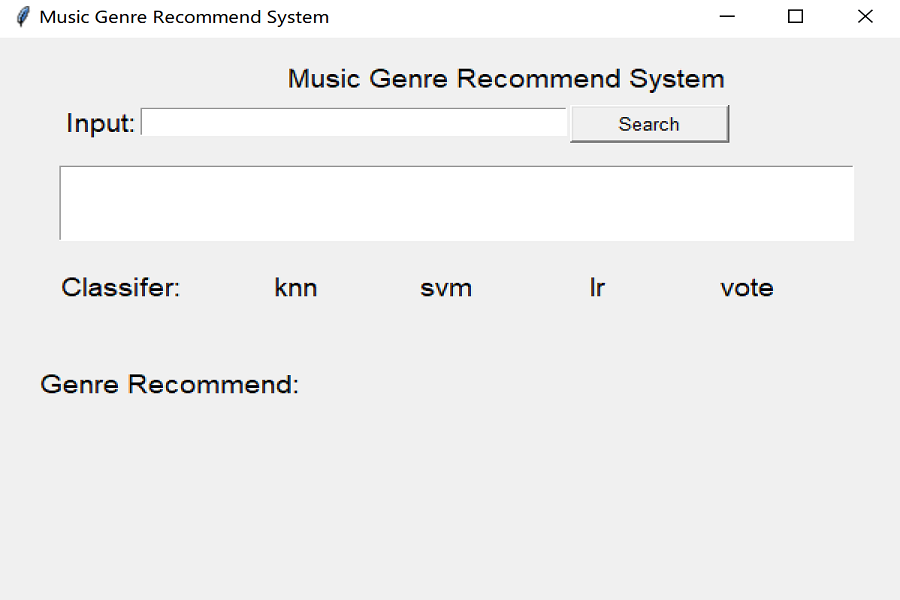 Music Genre Recommend System
Music Genre Recommend System
Input: Search
Classifer: knn svm lr vote
Genre Recommend: